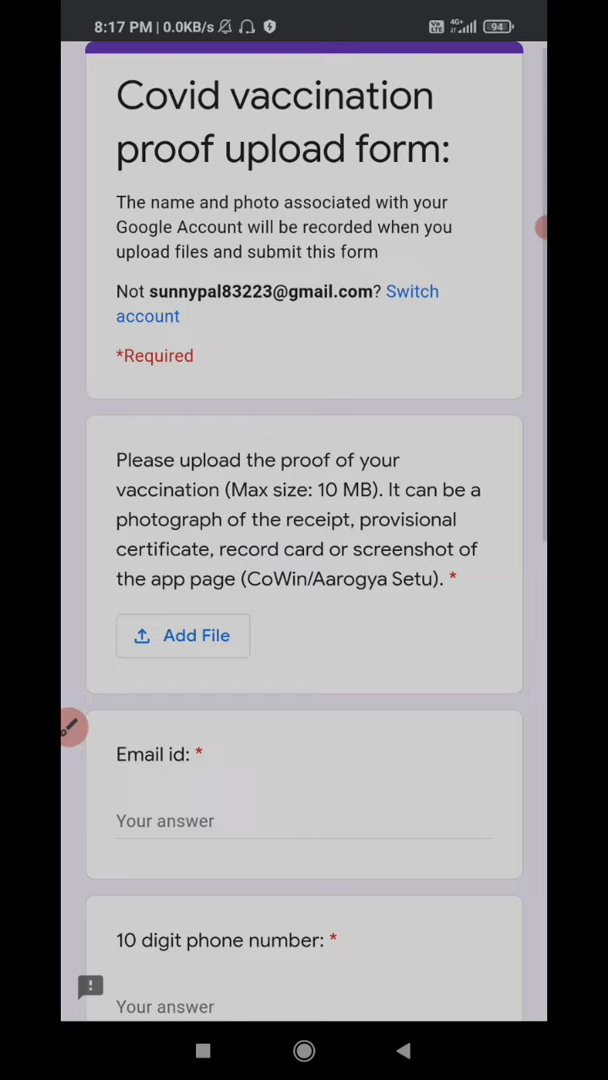 8:17 PM | 0.0KB/s
Vo LTE 4G+ 94
Covid vaccination
proof upload form:
The name and photo associated with your
Google Account will be recorded when you
upload files and submit this form
Not sunnypal83223@gmail.com? Switch
account
*Required
Please upload the proof of your
vaccination (Max size: 10 MB). It can be a
photograph of the receipt, provisional
certificate, record card or screenshot of
the app page (CoWin/Aarogya Setu). *
Add File
Email id: *
Your answer
10 digit phone number: *
Your answer